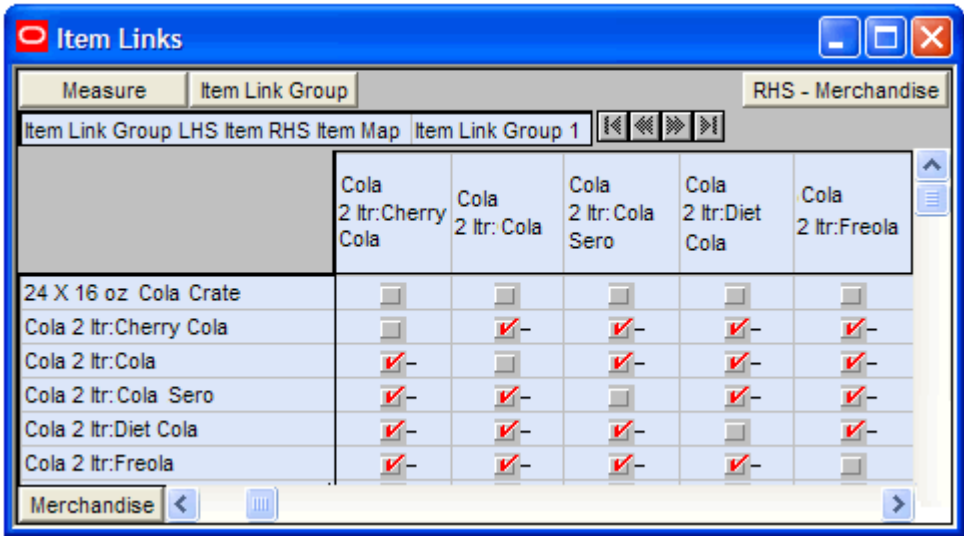 Item Links
Measure Item Link Group RHS - Merchandise
Item Link Group LHS Item RHS Item Map Item Link Group 1
Cola 2 ltr:Cherry Cola
Cola 2 ltr: Cola
Cola 2 ltr: Cola Sero
Cola 2 ltr:Diet Cola
Cola 2 ltr:Freola
24 X 16 oz Cola Crate
Cola 2 ltr:Cherry Cola
Cola 2 ltr:Cola
Cola 2 ltr: Cola Sero
Cola 2 ltr:Diet Cola
Cola 2 ltr:Freola
Merchandise